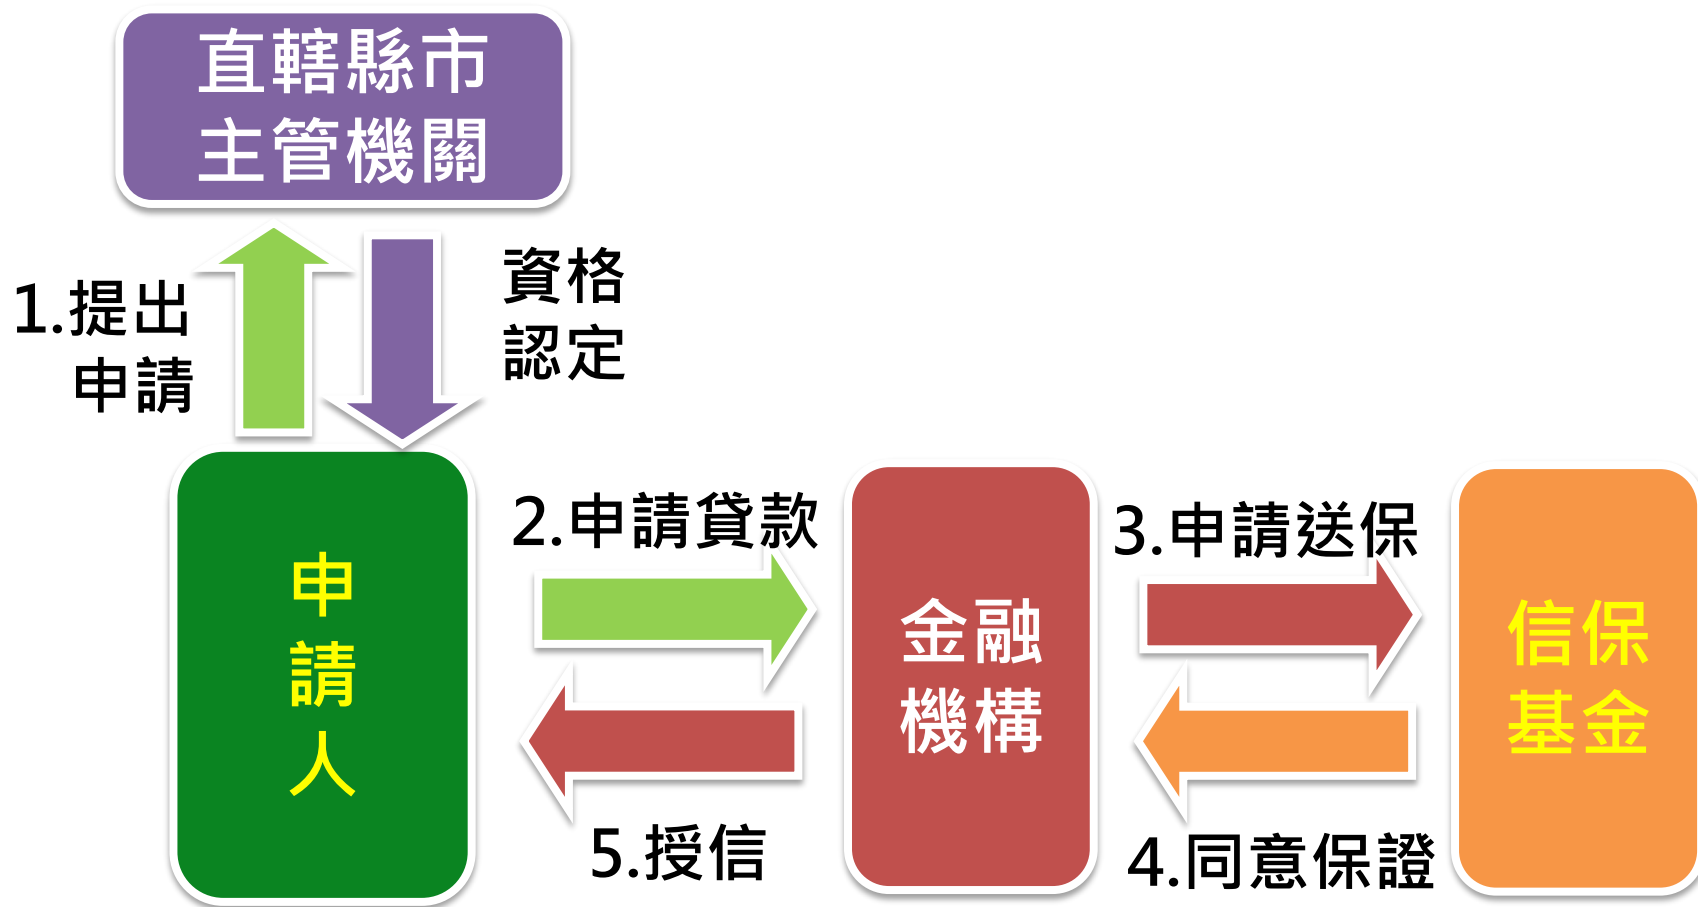 直轄縣市
主管機關
1.提出
申請
資格
認定
申
請
人
2.申請貸款
5.授信
金融
機構
3.申請送保
4.同意保證
信保
基金